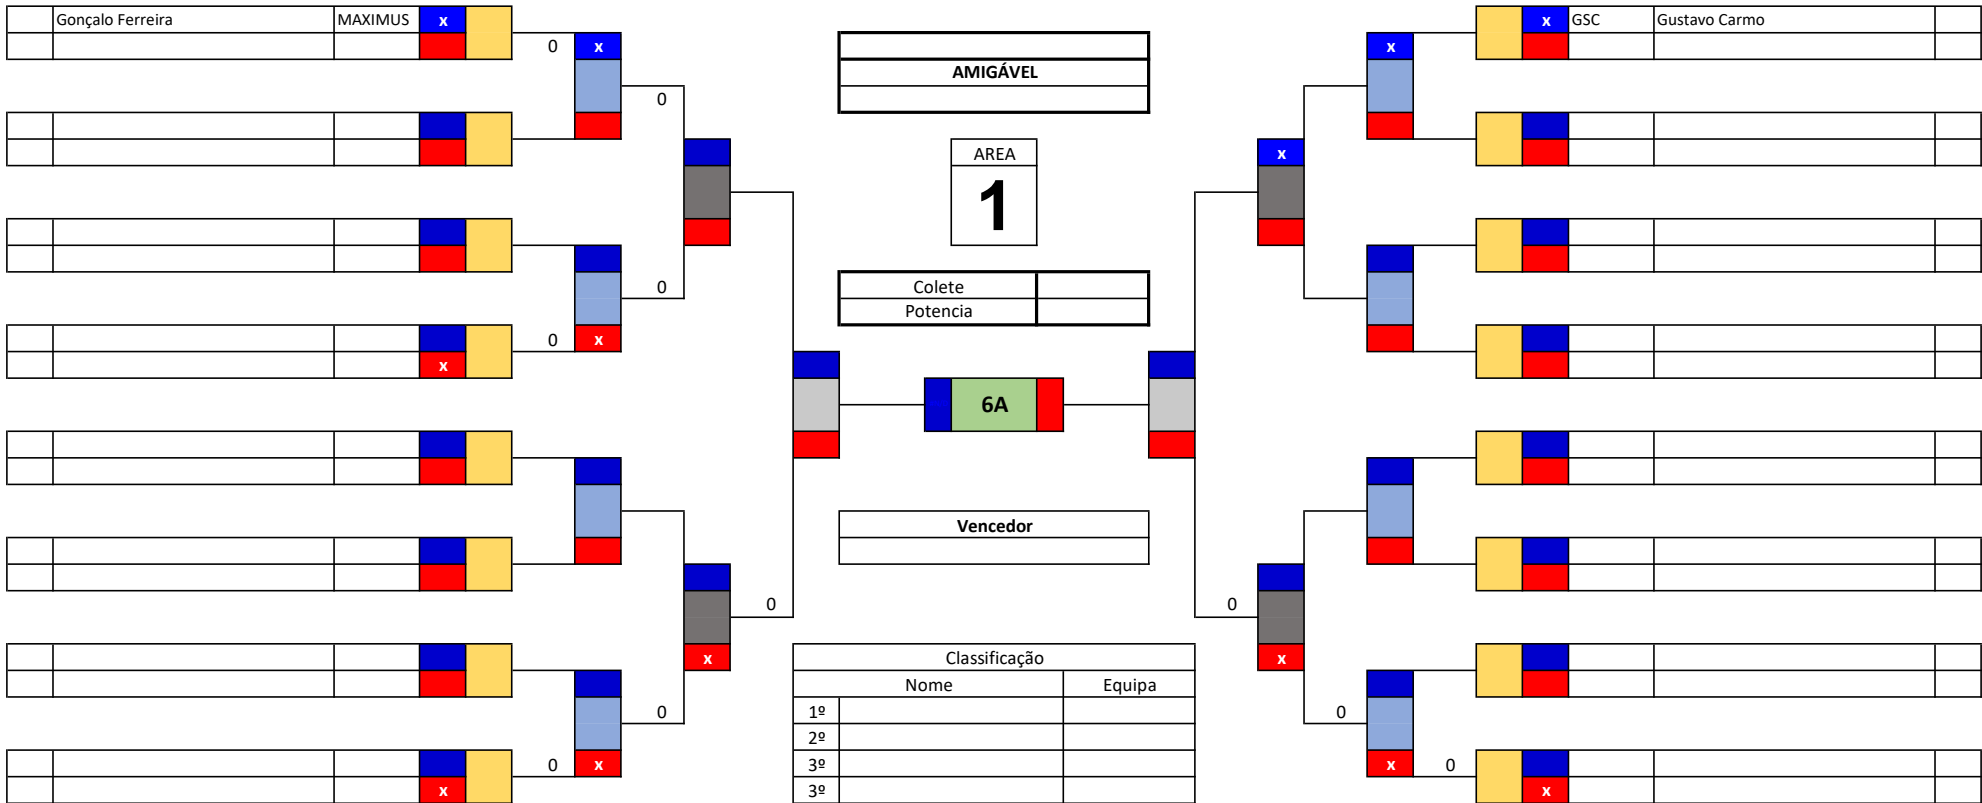 Gonçalo Ferreira MAXIMUS x x GSC Gustavo Carmo
0 x x
AMIGÁVEL
0
AREA
x
1
0
Colete
Potencia
0 x
x
6A
Vencedor
0 0
x Classificação x
Nome Equipa
0 1º 0
2º
0 x 3º x 0
x 3º x